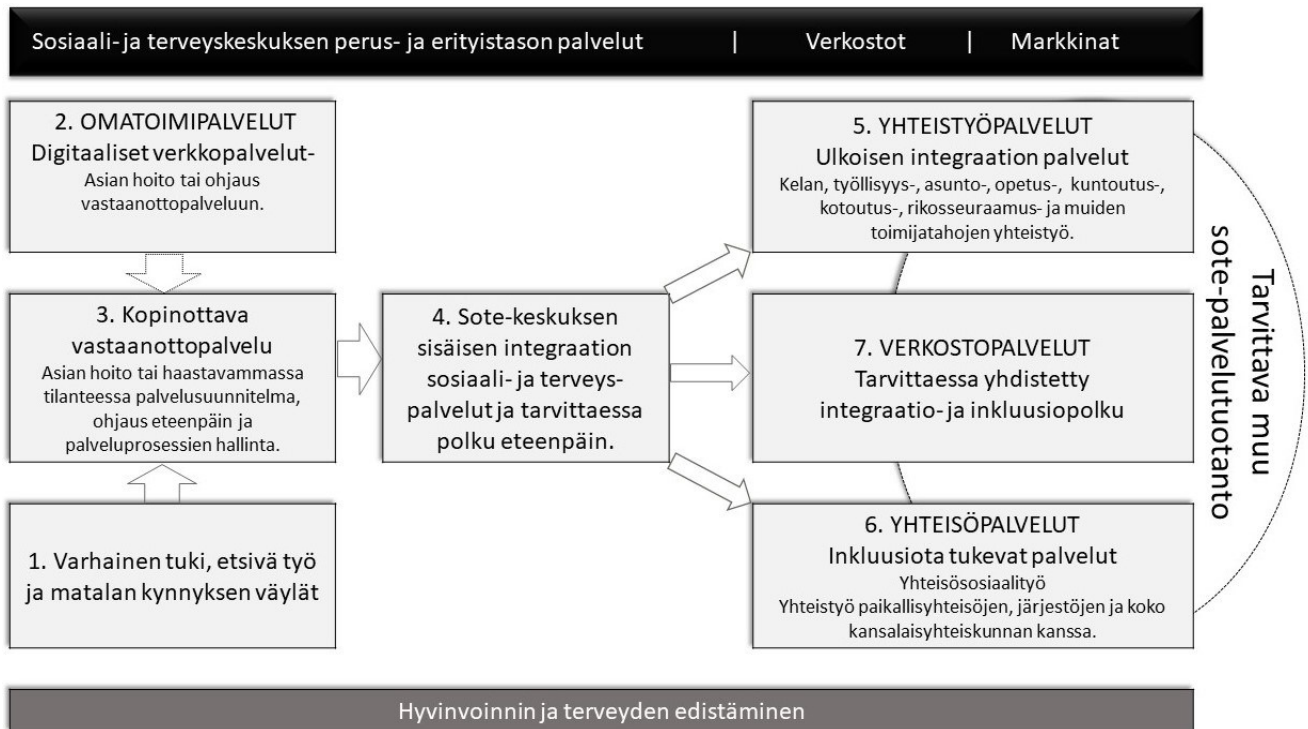 Sosiaali- ja terveyskeskuksen perus- ja erityistason palvelut | Verkostot | Markkinat
2. OMATOIMIPALVELUT
Digitaaliset verkkopalvelut-
Asian hoito tai ohjaus
vastaanottopalveluun.
3. Kopinottava
vastaanottopalvelu
Asian hoito tai haastavammassa
tilanteessa palvelusuunnitelma,
ohjaus eteenpäin ja
palveluprosessien hallinta.
1. Varhainen tuki, etsivä työ
ja matalan kynnyksen väylät
4. Sote-keskuksen
sisäisen integraation
sosiaali- ja terveys-
palvelut ja tarvittaessa
polku eteenpäin.
5. YHTEISTYÖPALVELUT
Ulkoisen integraation palvelut
Kelan, työllisyys-, asunto-, opetus-, kuntoutus-,
kotoutus-, rikosseuraamus- ja muiden
toimijatahojen yhteistyö.
7. VERKOSTOPALVELUT
Tarvittaessa yhdistetty
integraatio- ja inkluusiopolku
6. YHTEISÖPALVELUT
Inkluusiota tukevat palvelut
Yhteisösosiaalityö
Yhteistyö paikallisyhteisöjen, järjestöjen ja koko
kansalaisyhteiskunnan kanssa.
Tarvittava muu
sote-palvelutuotanto
Hyvinvoinnin ja terveyden edistäminen